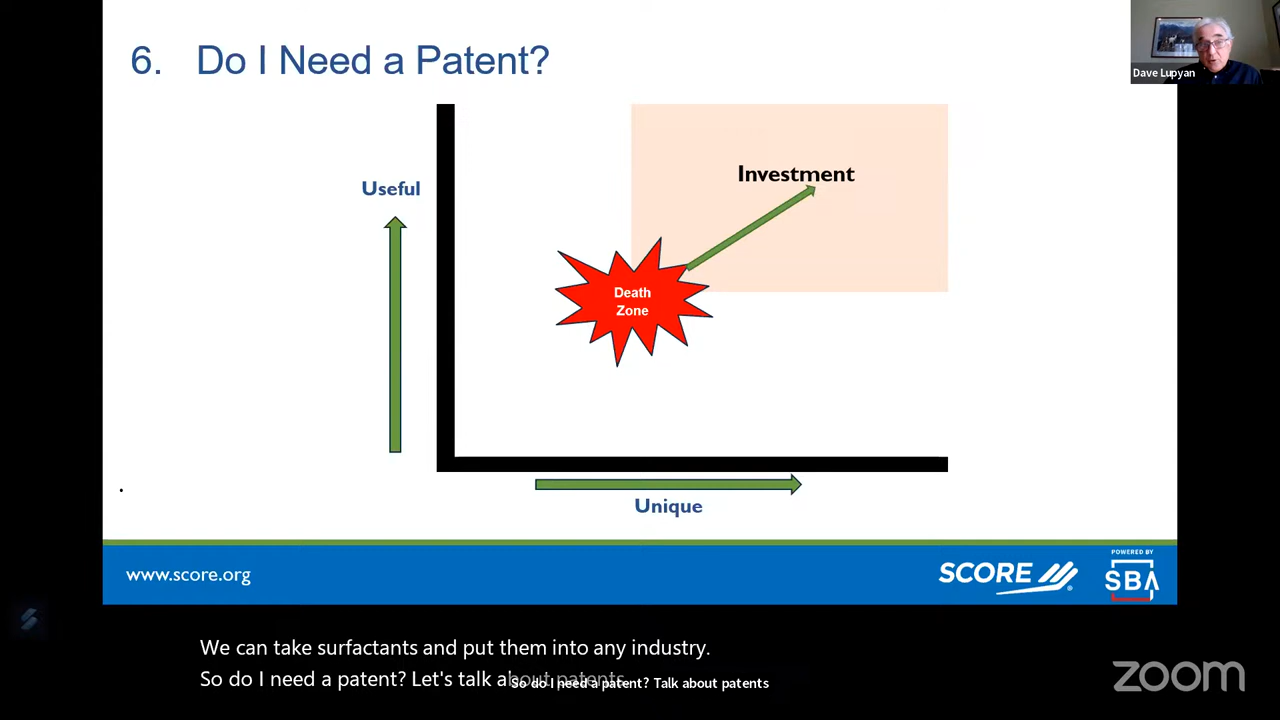 6. Do I Need a Patent?
Dave Lupyan
Useful
Investment
Death
Zone
Unique
www.score.org
SCORE
POWERED BY
SBA
We can take surfactants and put them into any industry.
So do I need a patent? Let's talk about patents
So do I need a patent? Talk about patents
zoom